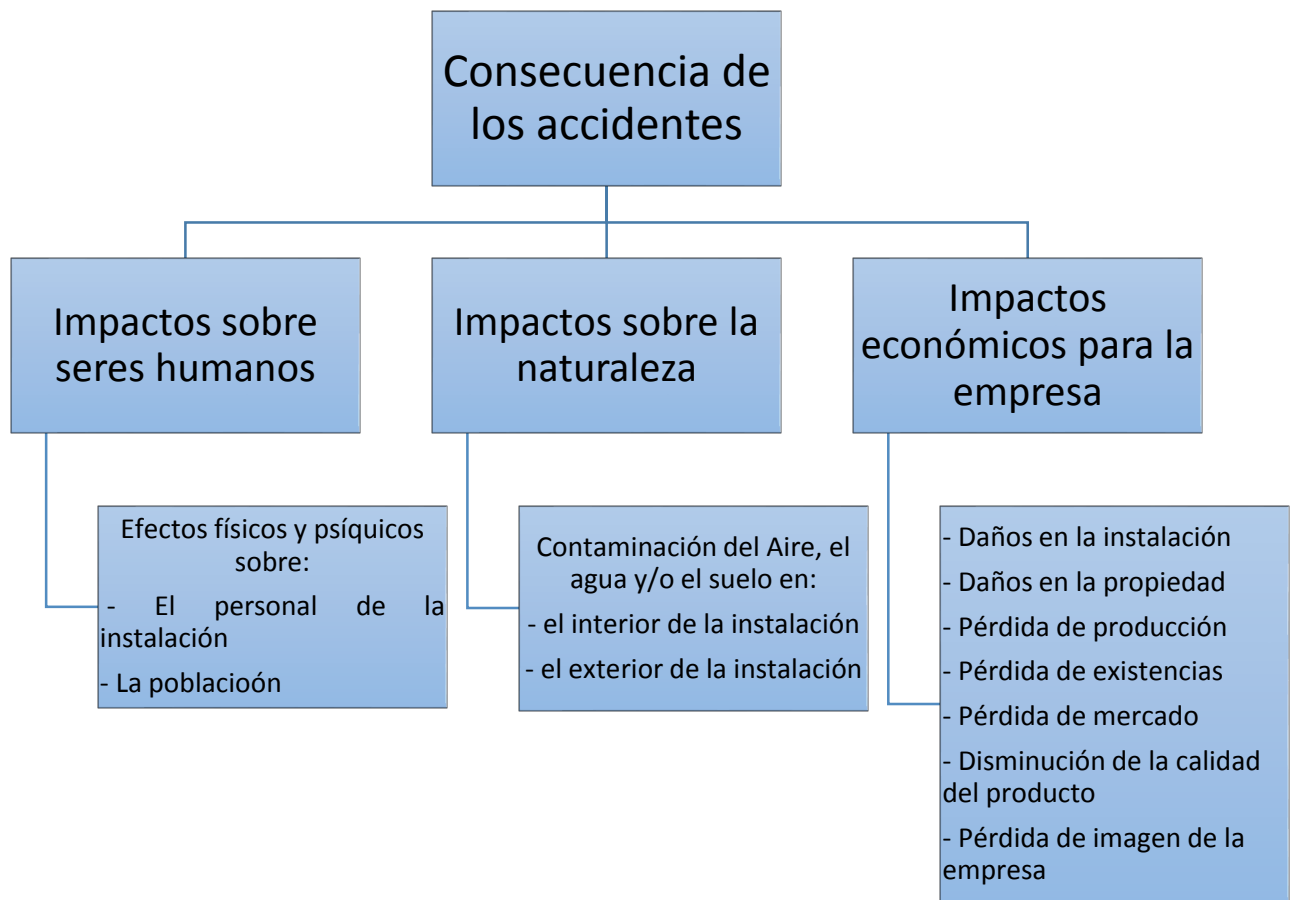 Consecuencia de
los accidentes
Impactos sobre
seres humanos
Impactos sobre la
naturaleza
Impactos
económicos para la
empresa
Efectos físicos y psíquicos
sobre:
- El personal de la
instalación
- La poblacioón
Contaminación del Aire, el
agua y/o el suelo en:
- el interior de la instalación
- el exterior de la instalación
- Daños en la instalación
- Daños en la propiedad
- Pérdida de producción
- Pérdida de existencias
- Pérdida de mercado
- Disminución de la calidad
del producto
- Pérdida de imagen de la
empresa